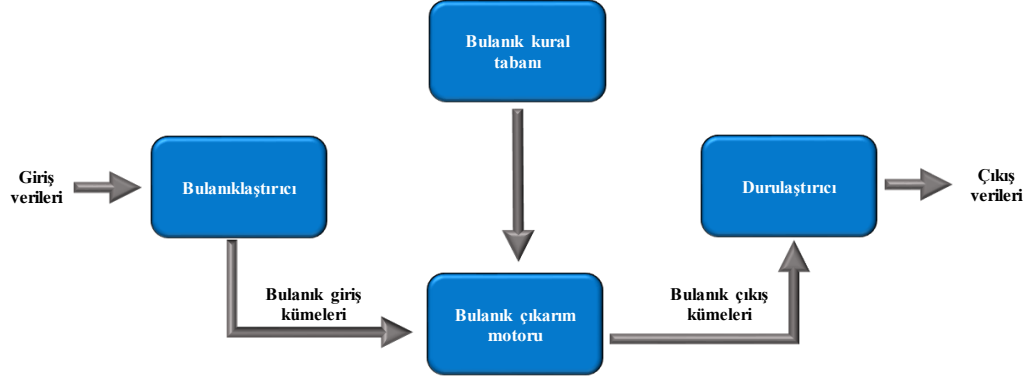 Bulanık kural
tabanı
Giriş
verileri
Bulanıklaştırıcı
Durulaştırıcı
Çıkış
verileri
Bulanık giriş
kümeleri
Bulanık çıkarım
motoru
Bulanık çıkış
kümeleri